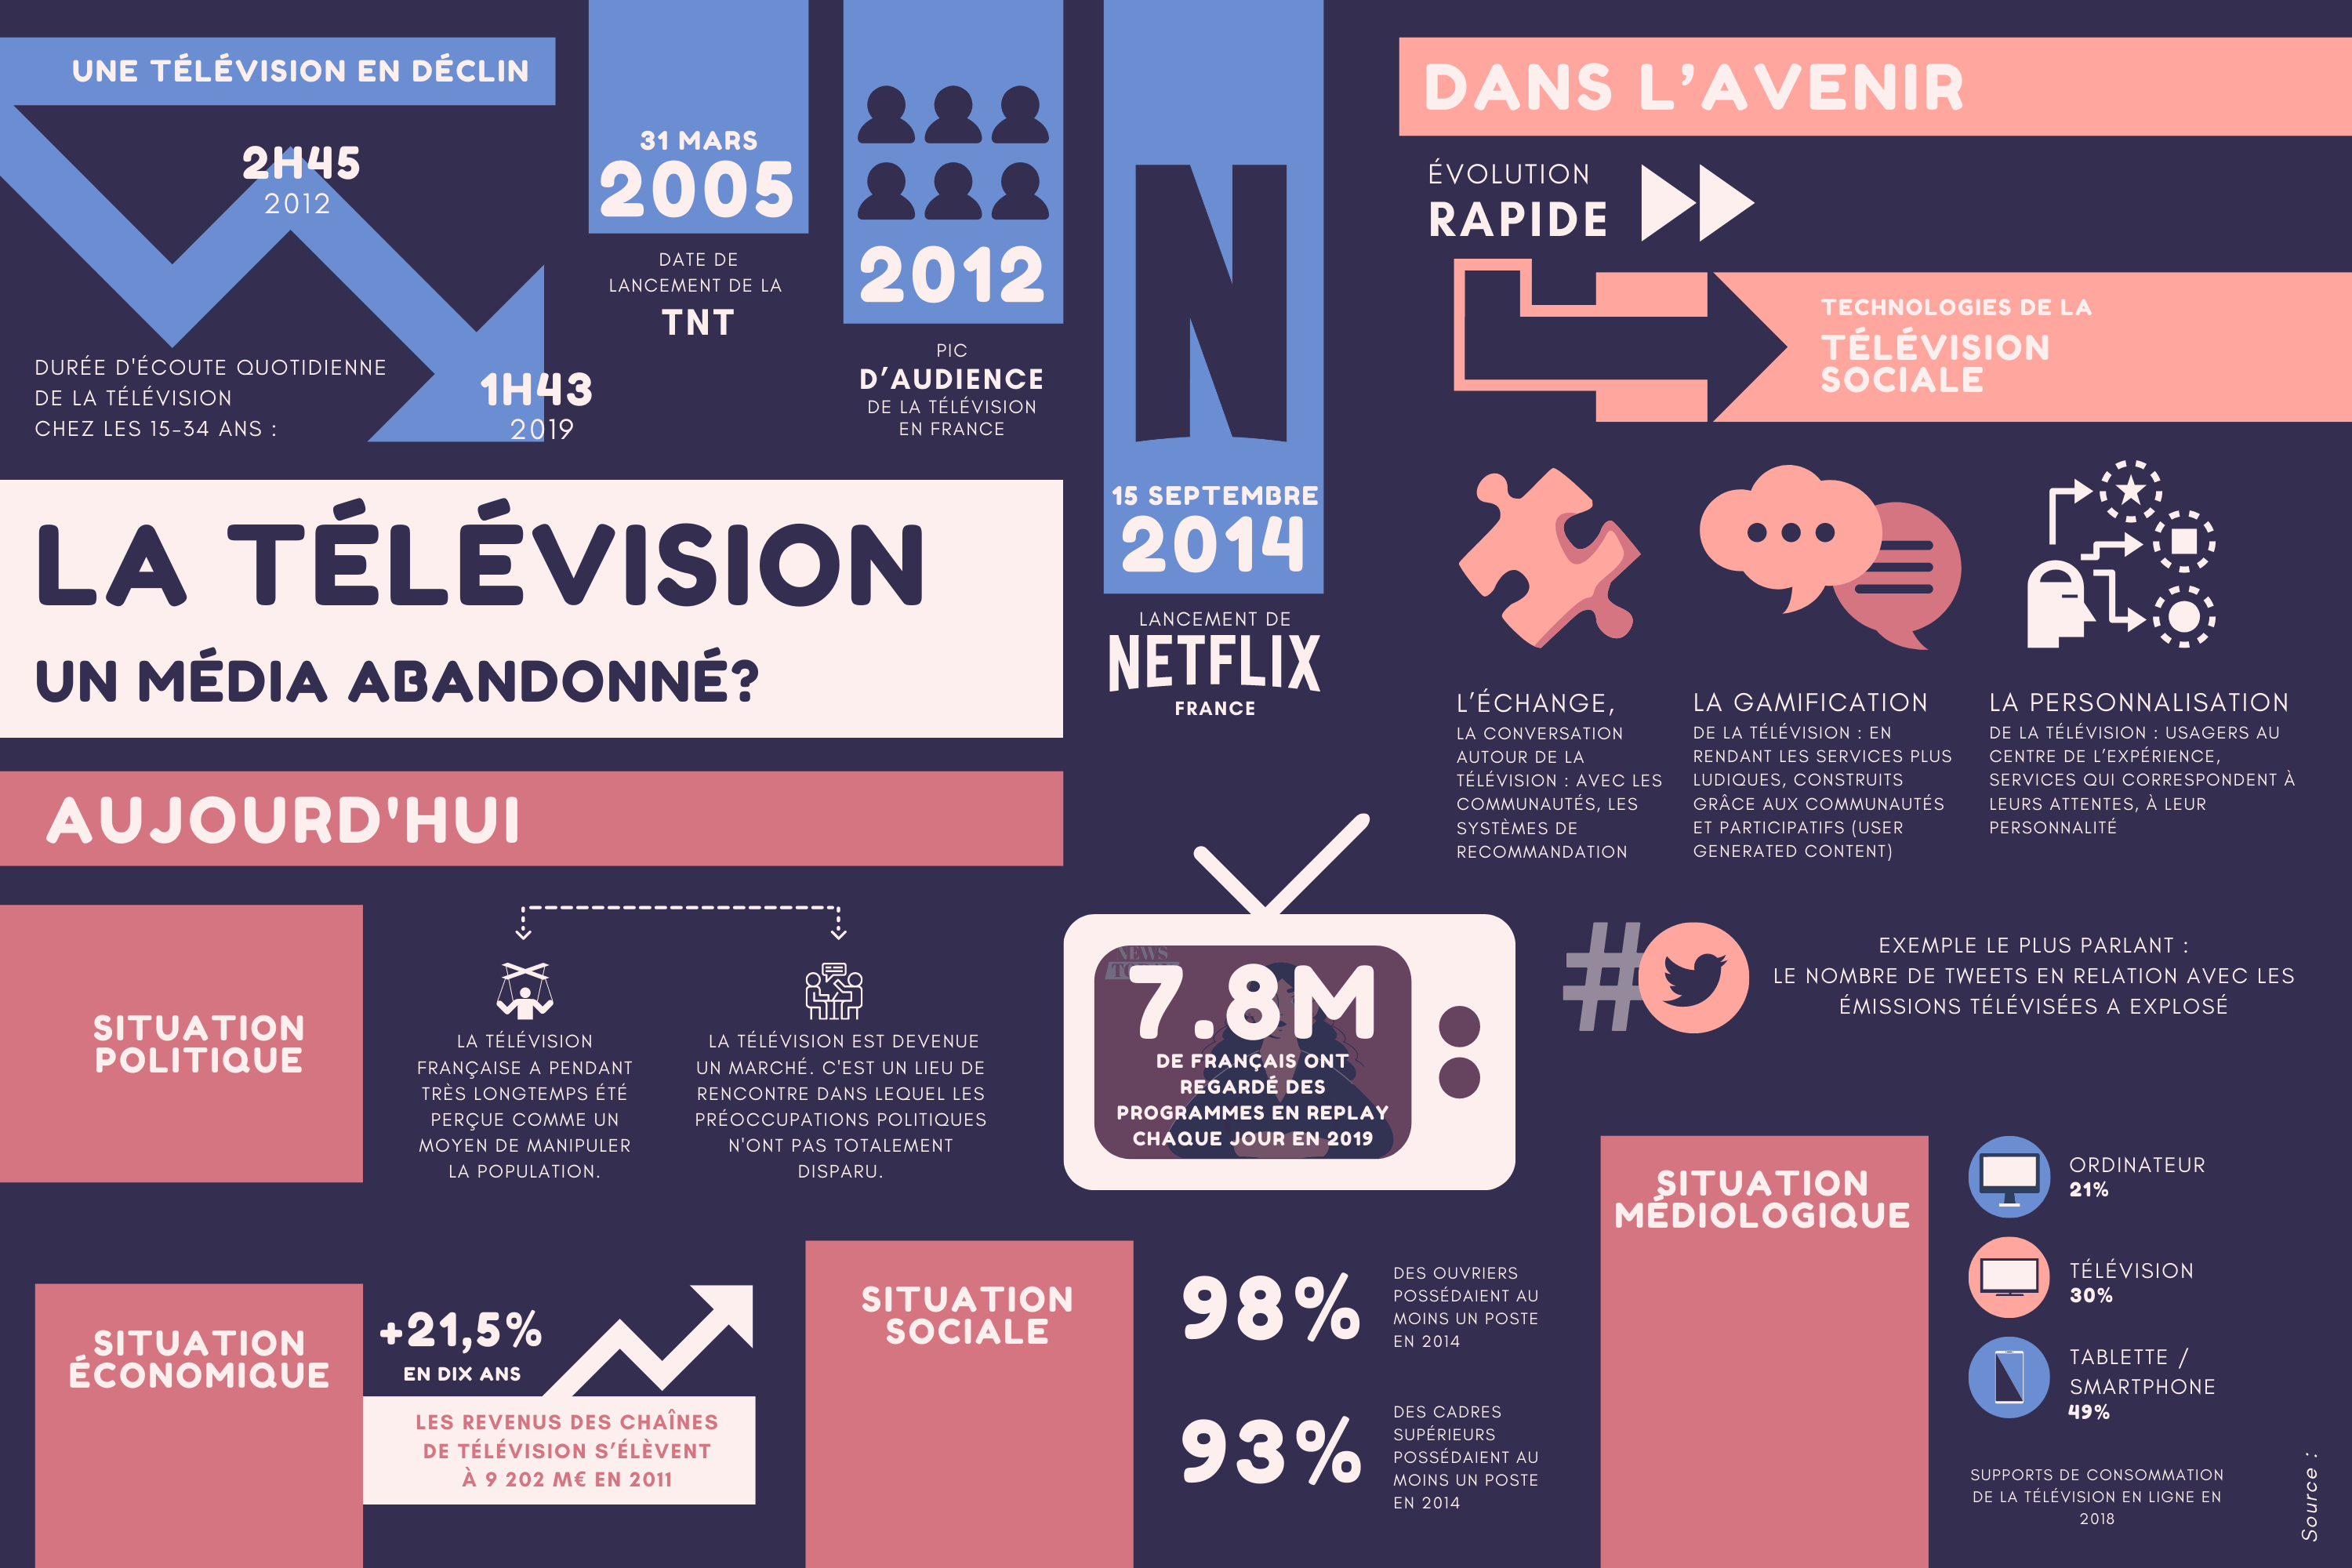 UNE TÉLÉVISION EN DÉCLIN
2H45
2012
DURÉE D'ÉCOUTE QUOTIDIENNE
DE LA TÉLÉVISION
CHEZ LES 15-34 ANS :
1H43
2019
31 MARS
2005
DATE DE
LANCEMENT DE LA
TNT
2012
PIC
D'AUDIENCE
DE LA TÉLÉVISION
EN FRANCE
N
15 SEPTEMBRE
2014
LANCEMENT DE
NETFLIX
FRANCE
LA TÉLÉVISION
UN MÉDIA ABANDONNÉ?
DANS L'AVENIR
ÉVOLUTION
RAPIDE
TECHNOLOGIES DE LA
TÉLÉVISION
SOCIALE
L'ÉCHANGE,
LA CONVERSATION
AUTOUR DE LA
TÉLÉVISION : AVEC LES
COMMUNAUTÉS, LES
SYSTÈMES DE
RECOMMANDATION
LA GAMIFICATION
DE LA TÉLÉVISION : EN
RENDANT LES SERVICES PLUS
LUDIQUES, CONSTRUITS
GRÂCE AUX COMMUNAUTÉS
ET PARTICIPATIFS (USER
GENERATED CONTENT)
LA PERSONNALISATION
DE LA TÉLÉVISION : USAGERS AU
CENTRE DE L'EXPÉRIENCE,
SERVICES QUI CORRESPONDENT À
LEURS ATTENTES, À LEUR
PERSONNALITÉ
#
EXEMPLE LE PLUS PARLANT :
LE NOMBRE DE TWEETS EN RELATION AVEC LES
ÉMISSIONS TÉLÉVISÉES A EXPLOSÉ
AUJOURD'HUI
SITUATION
POLITIQUE
LA TÉLÉVISION
FRANÇAISE A PENDANT
TRÈS LONGTEMPS ÉTÉ
PERÇUE COMME UN
MOYEN DE MANIPULER
LA POPULATION.
LA TÉLÉVISION EST DEVENUE
UN MARCHÉ. C'EST UN LIEU DE
RENCONTRE DANS LEQUEL LES
PRÉOCCUPATIONS POLITIQUES
N'ONT PAS TOTALEMENT
DISPARU.
NEWS
7.8M
DE FRANÇAIS ONT
REGARDÉ DES
PROGRAMMES EN REPLAY
CHAQUE JOUR EN 2019
SITUATION
ÉCONOMIQUE
+21,5%
EN DIX ANS
LES REVENUS DES CHAÎNES
DE TÉLÉVISION S'ÉLÈVENT
À 9 202 M€ EN 2011
SITUATION
SOCIALE
98%
DES OUVRIERS
POSSÉDAIENT AU
MOINS UN POSTE
EN 2014
93%
DES CADRES
SUPÉRIEURS
POSSÉDAIENT AU
MOINS UN POSTE
EN 2014
SITUATION
MÉDIOLOGIQUE
ORDINATEUR
21%
TÉLÉVISION
30%
TABLETTE /
SMARTPHONE
49%
SUPPORTS DE CONSOMMATION
DE LA TÉLÉVISION EN LIGNE EN
2018
Source :